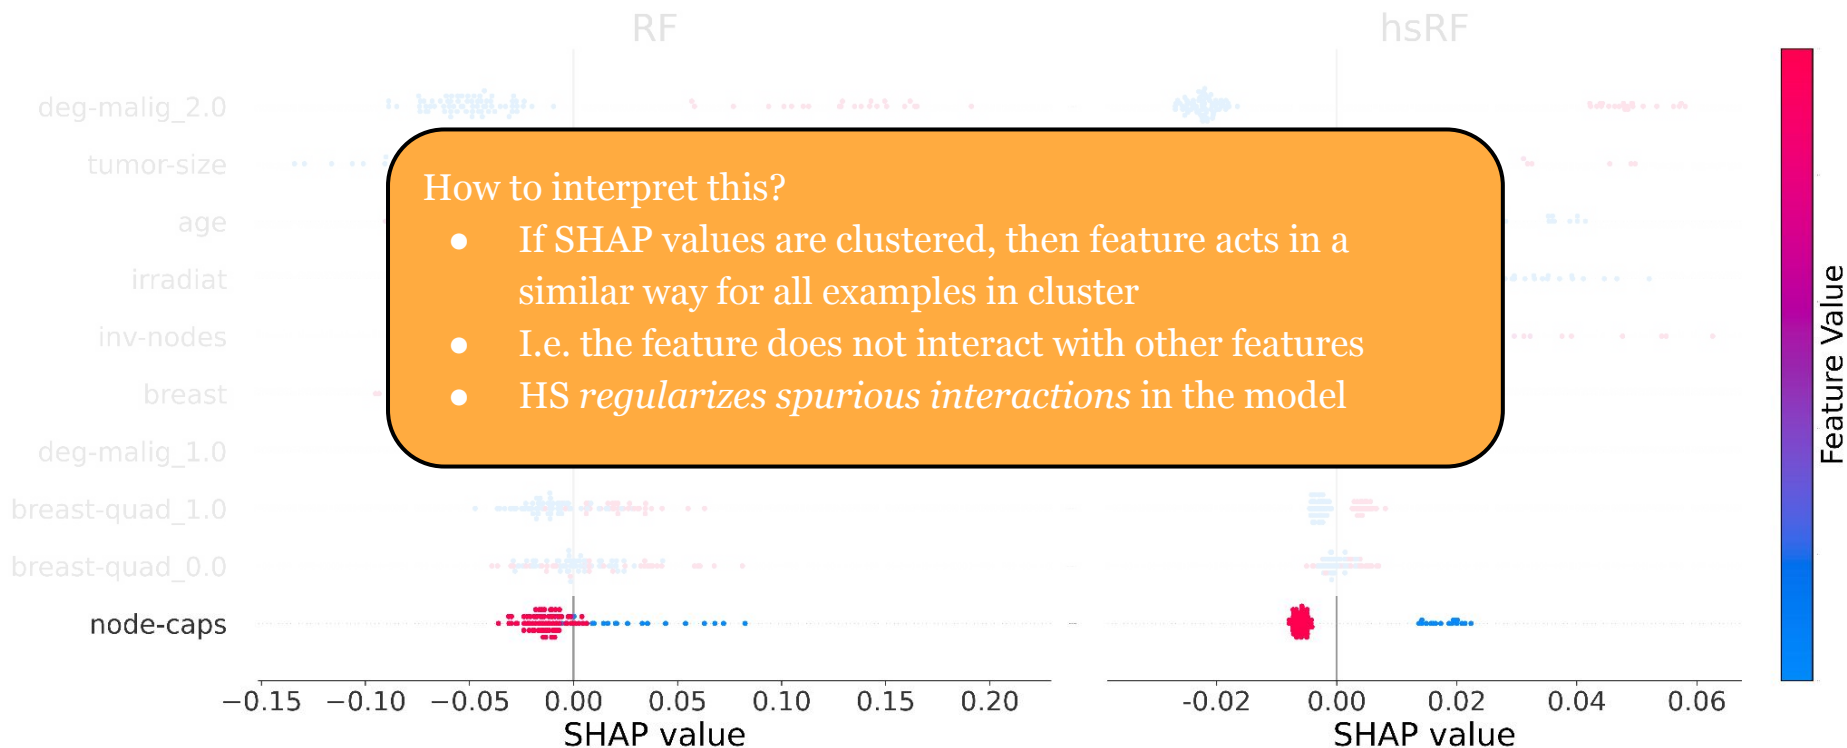 RF
hsRF
deg-malig_2.0
tumor-size
age
irradiat
inv-nodes
breast
deg-malig_1.0
breast-quad_1.0
breast-quad_0.0
node-caps
How to interpret this?
● If SHAP values are clustered, then feature acts in a
similar way for all examples in cluster
● I.e. the feature does not interact with other features
● HS regularizes spurious interactions in the model
−0.15 −0.10 −0.05 0.00 0.05 0.10 0.15 0.20
SHAP value
-0.02 0.00 0.02 0.04 0.06
SHAP value
Feature Value